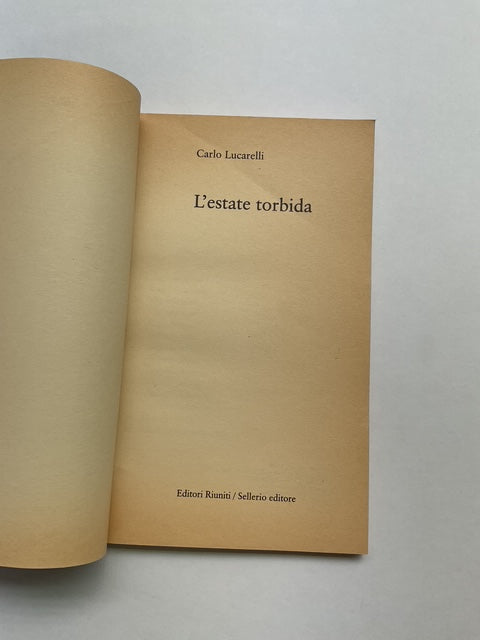 Carlo Lucarelli
L'estate torbida
Editori Riuniti / Sellerio editore